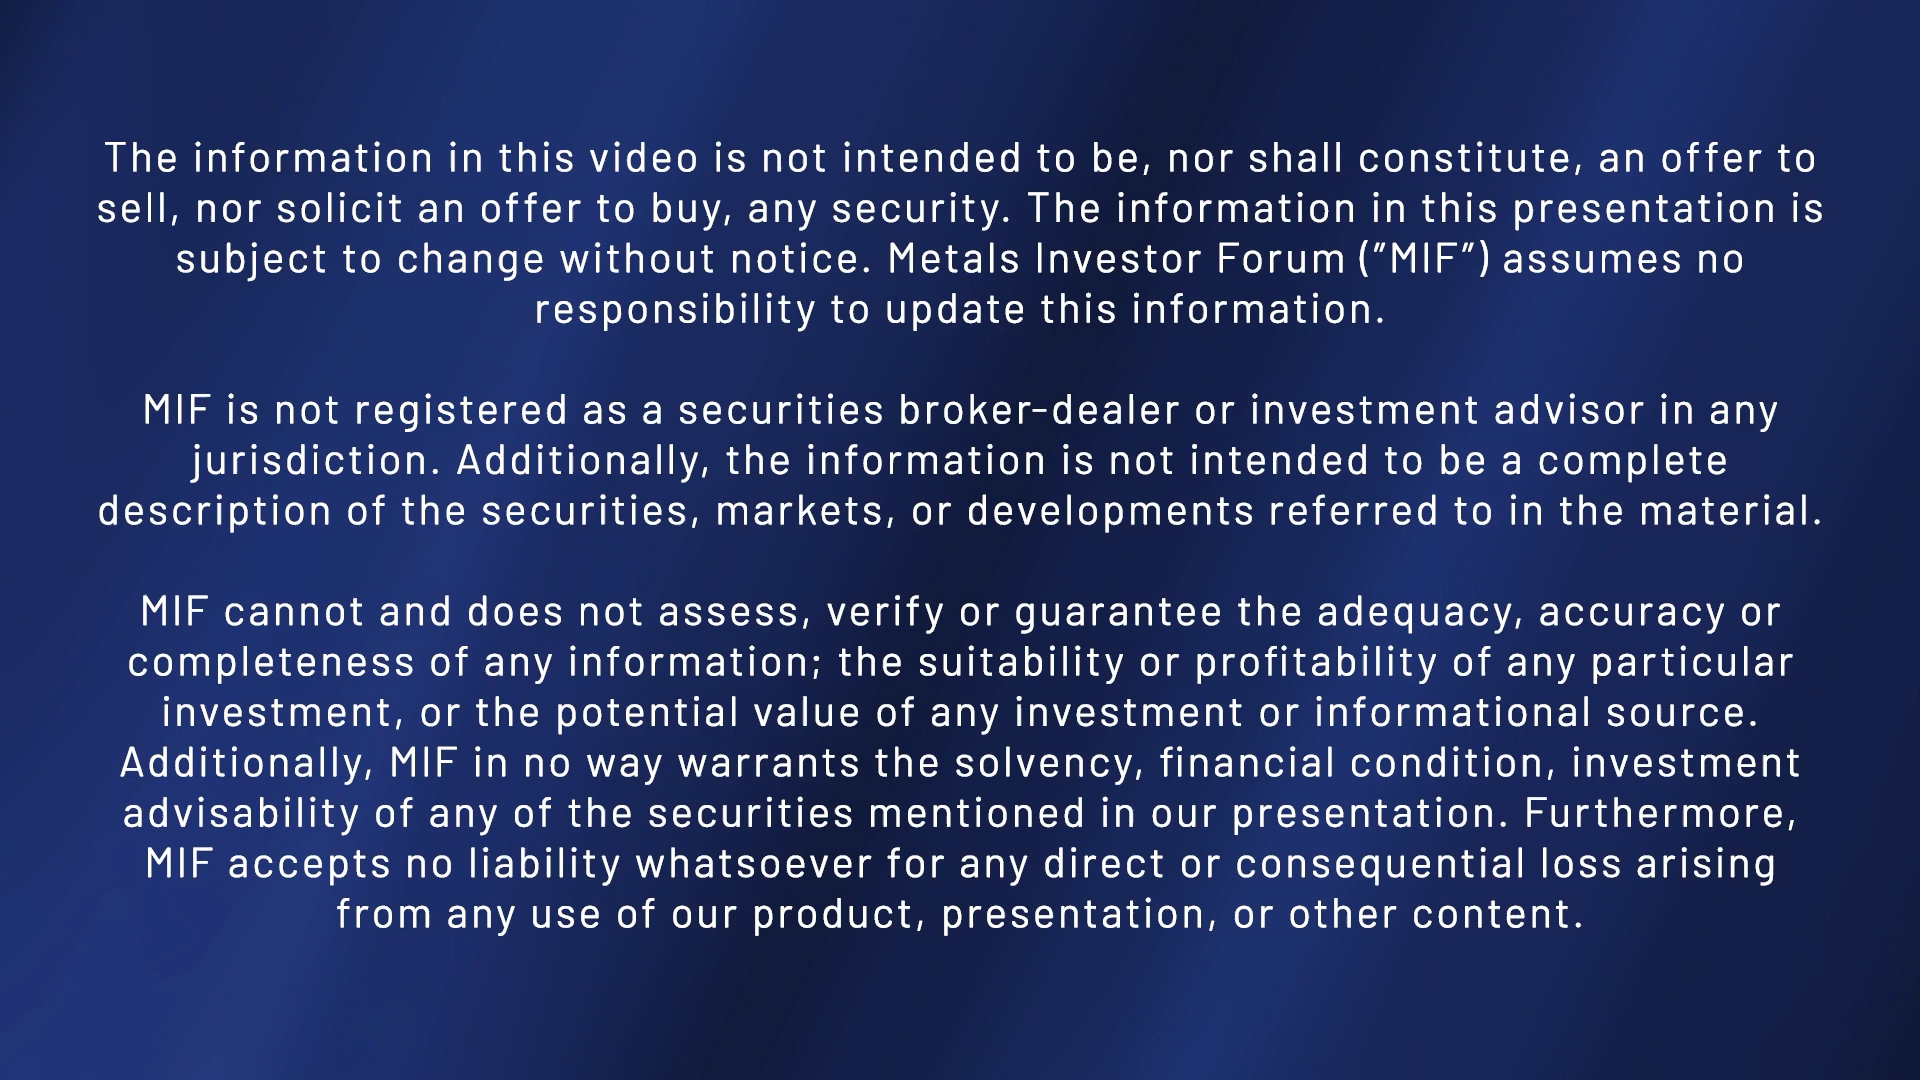 The information in this video is not intended to be, nor shall constitute, an offer to
sell, nor solicit an offer to buy, any security. The information in this presentation is
subject to change without notice. Metals Investor Forum ("MIF") assumes no
responsibility to update this information.
MIF is not registered as a securities broker-dealer or investment advisor in any
jurisdiction. Additionally, the information is not intended to be a complete
description of the securities, markets, or developments referred to in the material.
MIF cannot and does not assess, verify or guarantee the adequacy, accuracy or
completeness of any information; the suitability or profitability of any particular
investment, or the potential value of any investment or informational source.
Additionally, MIF in no way warrants the solvency, financial condition, investment
advisability of any of the securities mentioned in our presentation. Furthermore,
MIF accepts no liability whatsoever for any direct or consequential loss arising
from any use of our product, presentation, or other content.